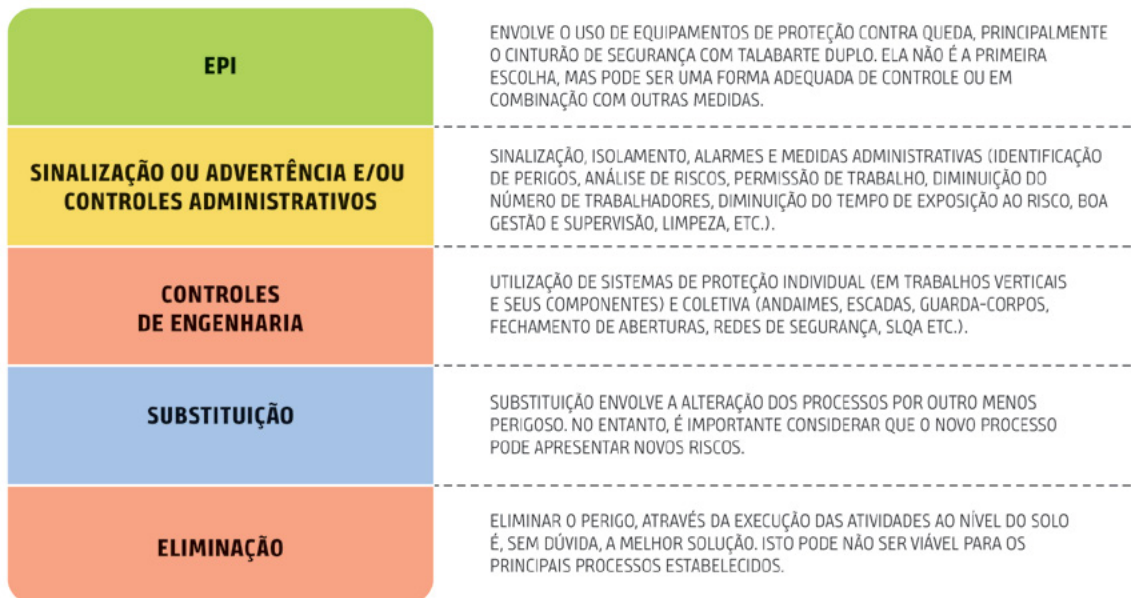 EPI
ENVOLVE O USO DE EQUIPAMENTOS DE PROTEÇÃO CONTRA QUEDA, PRINCIPALMENTE
O CINTURÃO DE SEGURANÇA COM TALABARTE DUPLO. ELA NÃO É A PRIMEIRA
ESCOLHA, MAS PODE SER UMA FORMA ADEQUADA DE CONTROLE OU EM
COMBINAÇÃO COM OUTRAS MEDIDAS.
SINALIZAÇÃO OU ADVERTÊNCIA E/OU
CONTROLES ADMINISTRATIVOS
SINALIZAÇÃO, ISOLAMENTO, ALARMES E MEDIDAS ADMINISTRATIVAS (IDENTIFICAÇÃO
DE PERIGOS, ANÁLISE DE RISCOS, PERMISSÃO DE TRABALHO, DIMINUIÇÃO DO
NÚMERO DE TRABALHADORES, DIMINUIÇÃO DO TEMPO DE EXPOSIÇÃO AO RISCO, BOA
GESTÃO E SUPERVISÃO, LIMPEZA, ETC.).
CONTROLES
DE ENGENHARIA
UTILIZAÇÃO DE SISTEMAS DE PROTEÇÃO INDIVIDUAL (EM TRABALHOS VERTICAIS
E SEUS COMPONENTES) E COLETIVA (ANDAIMES, ESCADAS, GUARDA-CORPOS,
FECHAMENTO DE ABERTURAS, REDES DE SEGURANÇA, SLQA ETC.).
SUBSTITUIÇÃO
SUBSTITUIÇÃO ENVOLVE A ALTERAÇÃO DOS PROCESSOS POR OUTRO MENOS
PERIGOSO. NO ENTANTO, É IMPORTANTE CONSIDERAR QUE O NOVO PROCESSO
PODE APRESENTAR NOVOS RISCOS.
ELIMINAÇÃO
ELIMINAR O PERIGO, ATRAVÉS DA EXECUÇÃO DAS ATIVIDADES AO NÍVEL DO SOLO
É, SEM DÚVIDA, A MELHOR SOLUÇÃO. ISTO PODE NÃO SER VIÁVEL PARA OS
PRINCIPAIS PROCESSOS ESTABELECIDOS.